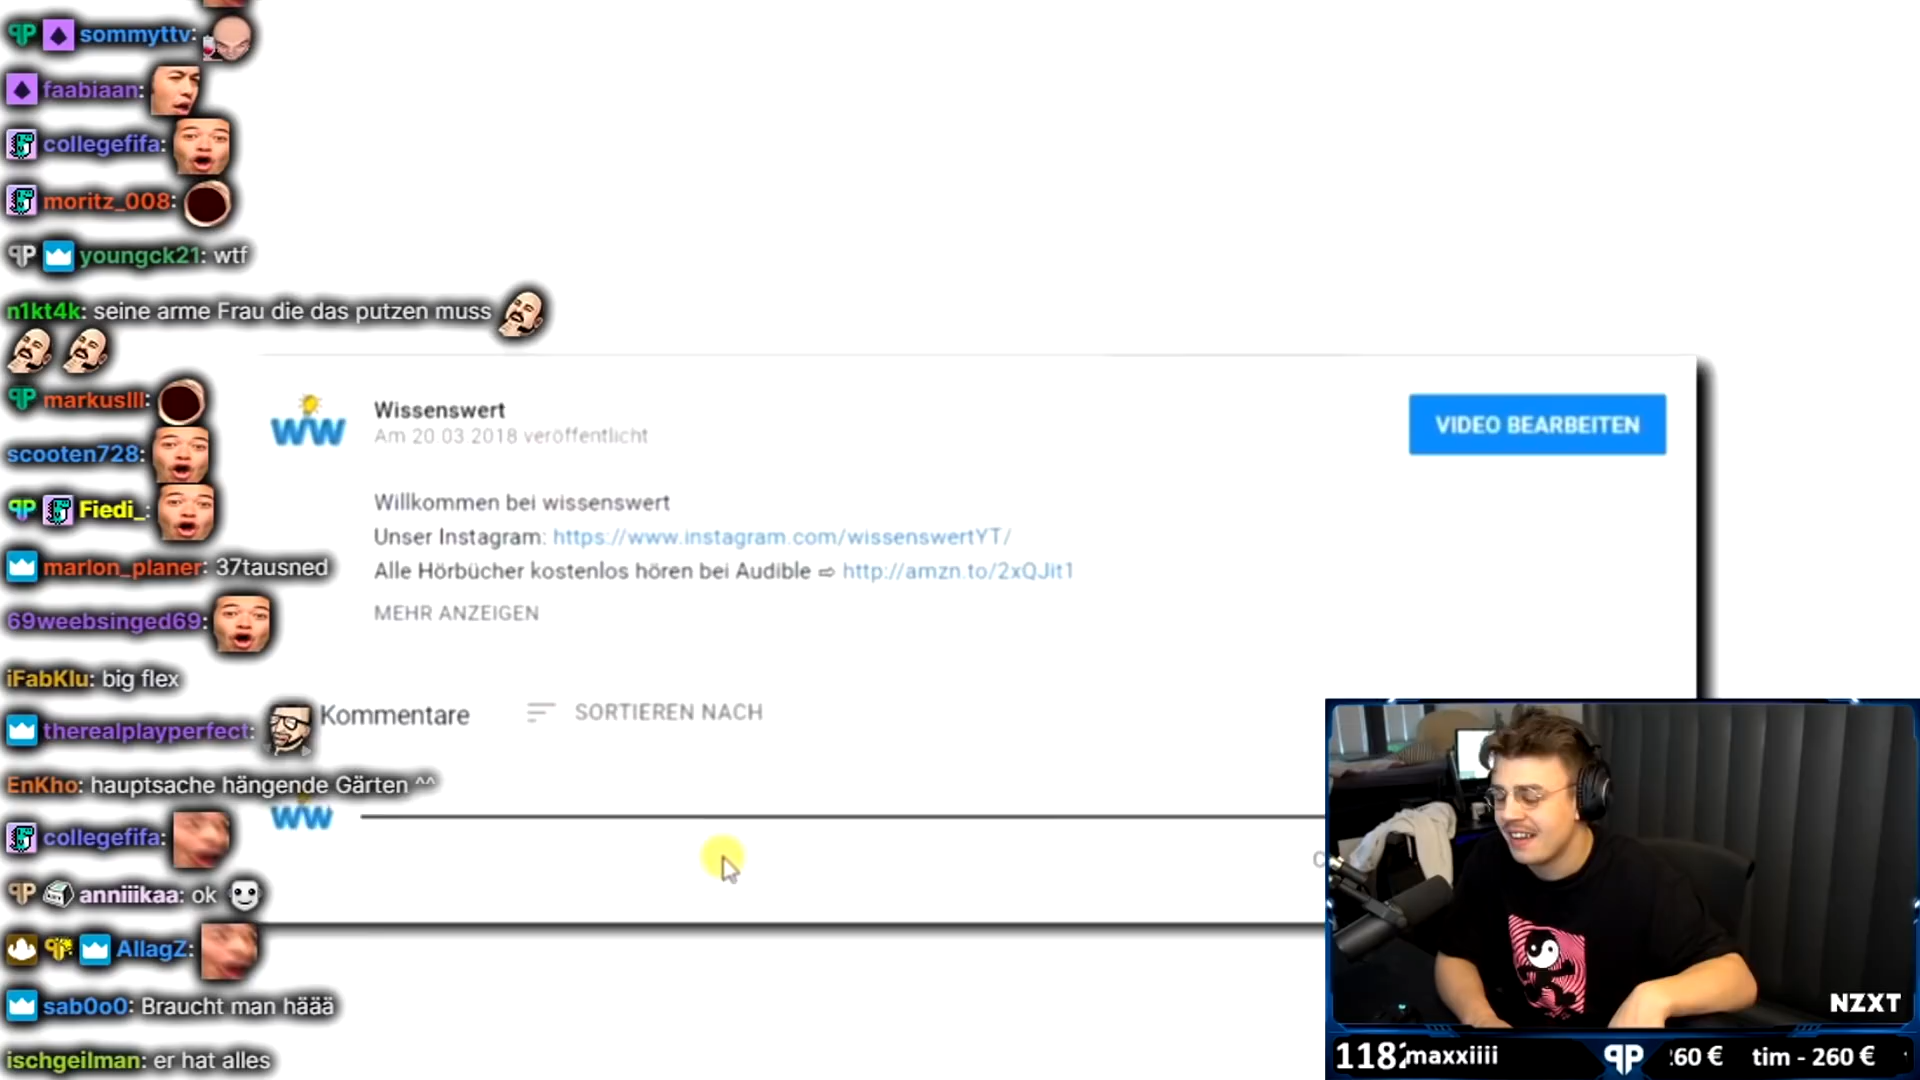 sommyttv:
faabiaan:
collegefifa:
moritz_008:
youngck21: wtf
n1kt4k: seine arme Frau die das putzen muss
markuslll:
scooten728:
Fiedi_:
marlon_planer: 37tausned
69weebsinged69:
iFabKlu: big flex
therealplayperfect:
EnKho: hauptsache hängende Gärten ^^
collegefifa:
anniiikaa: ok
AllagZ:
sab0o0: Braucht man häää
ischgeilman: er hat alles
Wissenswert
Am 20.03.2018 veröffentlicht
VIDEO BEARBEITEN
Willkommen bei wissenswert
Unser Instagram: https://www.instagram.com/wissenswertYT/
Alle Hörbücher kostenlos hören bei Audible ⇨ http://amzn.to/2xQJit1
MEHR ANZEIGEN
Kommentare
SORTIEREN NACH
ww
ww
NZXT
118 maxxiiii
60 € tim - 260 €